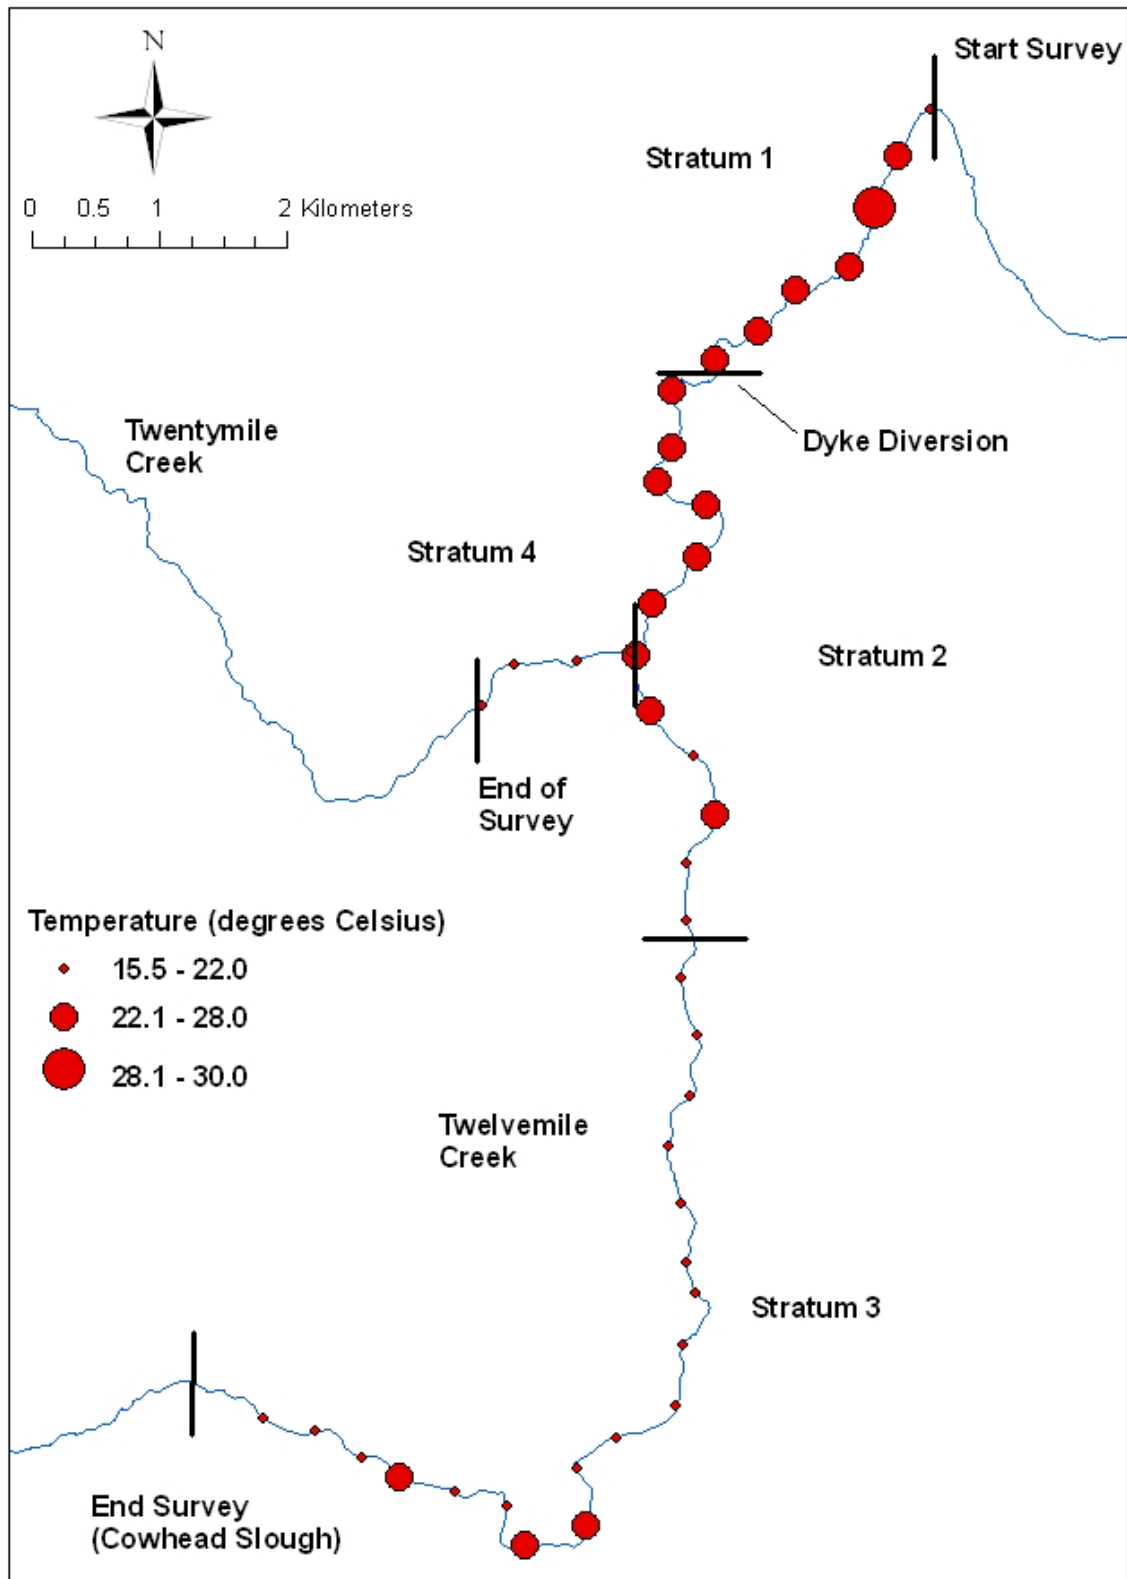 N
Start Survey
Stratum 1
0 0.5 1 2 Kilometers
Twentymile
Creek
Dyke Diversion
Stratum 4
Stratum 2
End of
Survey
Temperature (degrees Celsius)
15.5 - 22.0
22.1 - 28.0
28.1 - 30.0
Twelvemile
Creek
Stratum 3
End Survey
(Cowhead Slough)